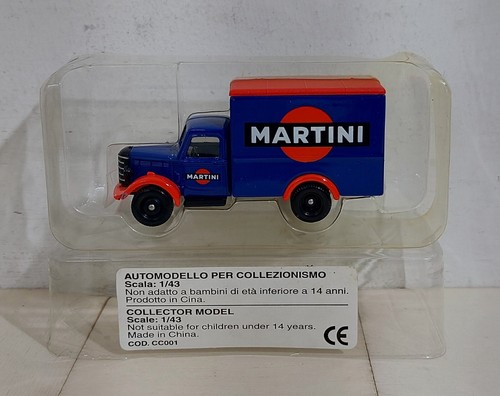 MARTINI
MARTINI
AUTOMODELLO PER COLLEZIONISMO
Scala: 1/43
Non adatto a bambini di età inferiore a 14 anni.
Prodotto in Cina.
COLLECTOR MODEL
Scale: 1/43
Not suitable for children under 14 years.
Made in China.
COD. CC001
CE